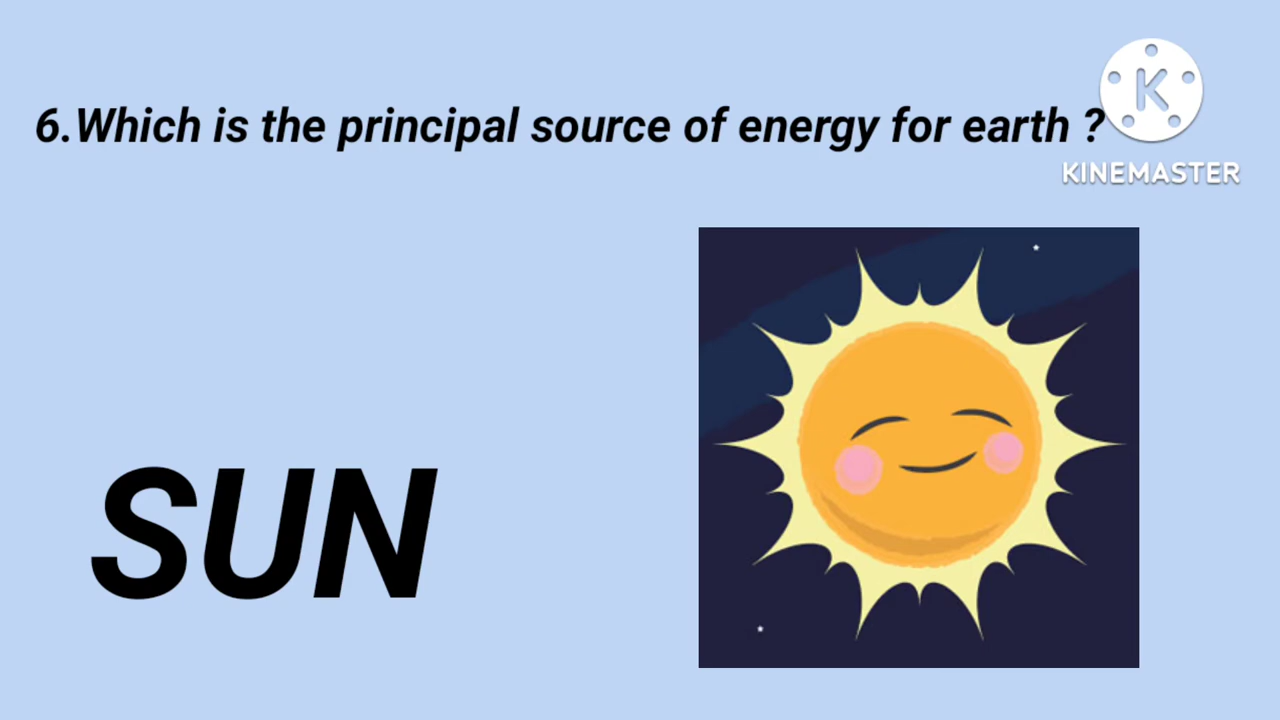 6.Which is the principal source of energy for earth ?
K
KINEMASTER
SUN